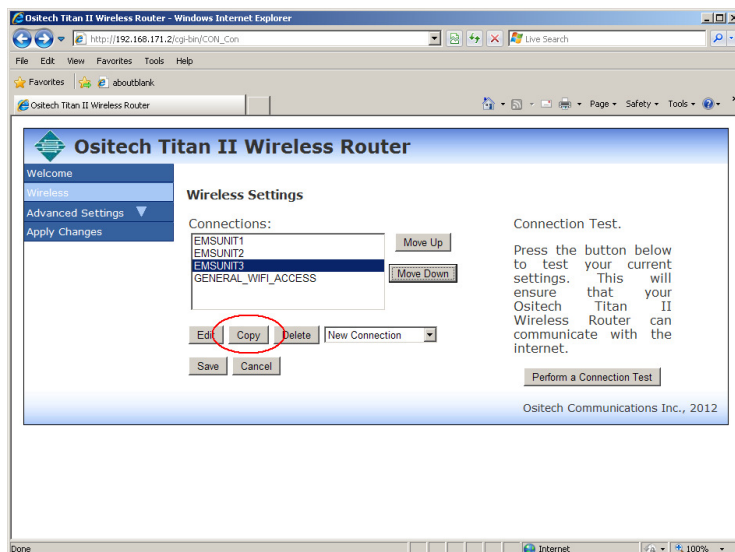 Ositech Titan II Wireless Router - Windows Internet Explorer
http://192.168.171.2/cgi-bin/CON_Con
Live Search
File Edit View Favorites Tools Help
Favorites aboutblank
Ositech Titan II Wireless Router
Page Safety Tools
Ositech Titan II Wireless Router
Welcome
Wireless
Advanced Settings
Apply Changes
Wireless Settings
Connections:
EMSUNIT1
EMSUNIT2
EMSUNIT3
GENERAL_WIFI_ACCESS
Move Up
Move Down
Edit Copy Delete New Connection
Save Cancel
Connection Test.
Press the button below
to test your current
settings. This will
ensure that your
Ositech Titan II
Wireless Router can
communicate with the
internet.
Perform a Connection Test
Ositech Communications Inc., 2012
Done Internet 100%